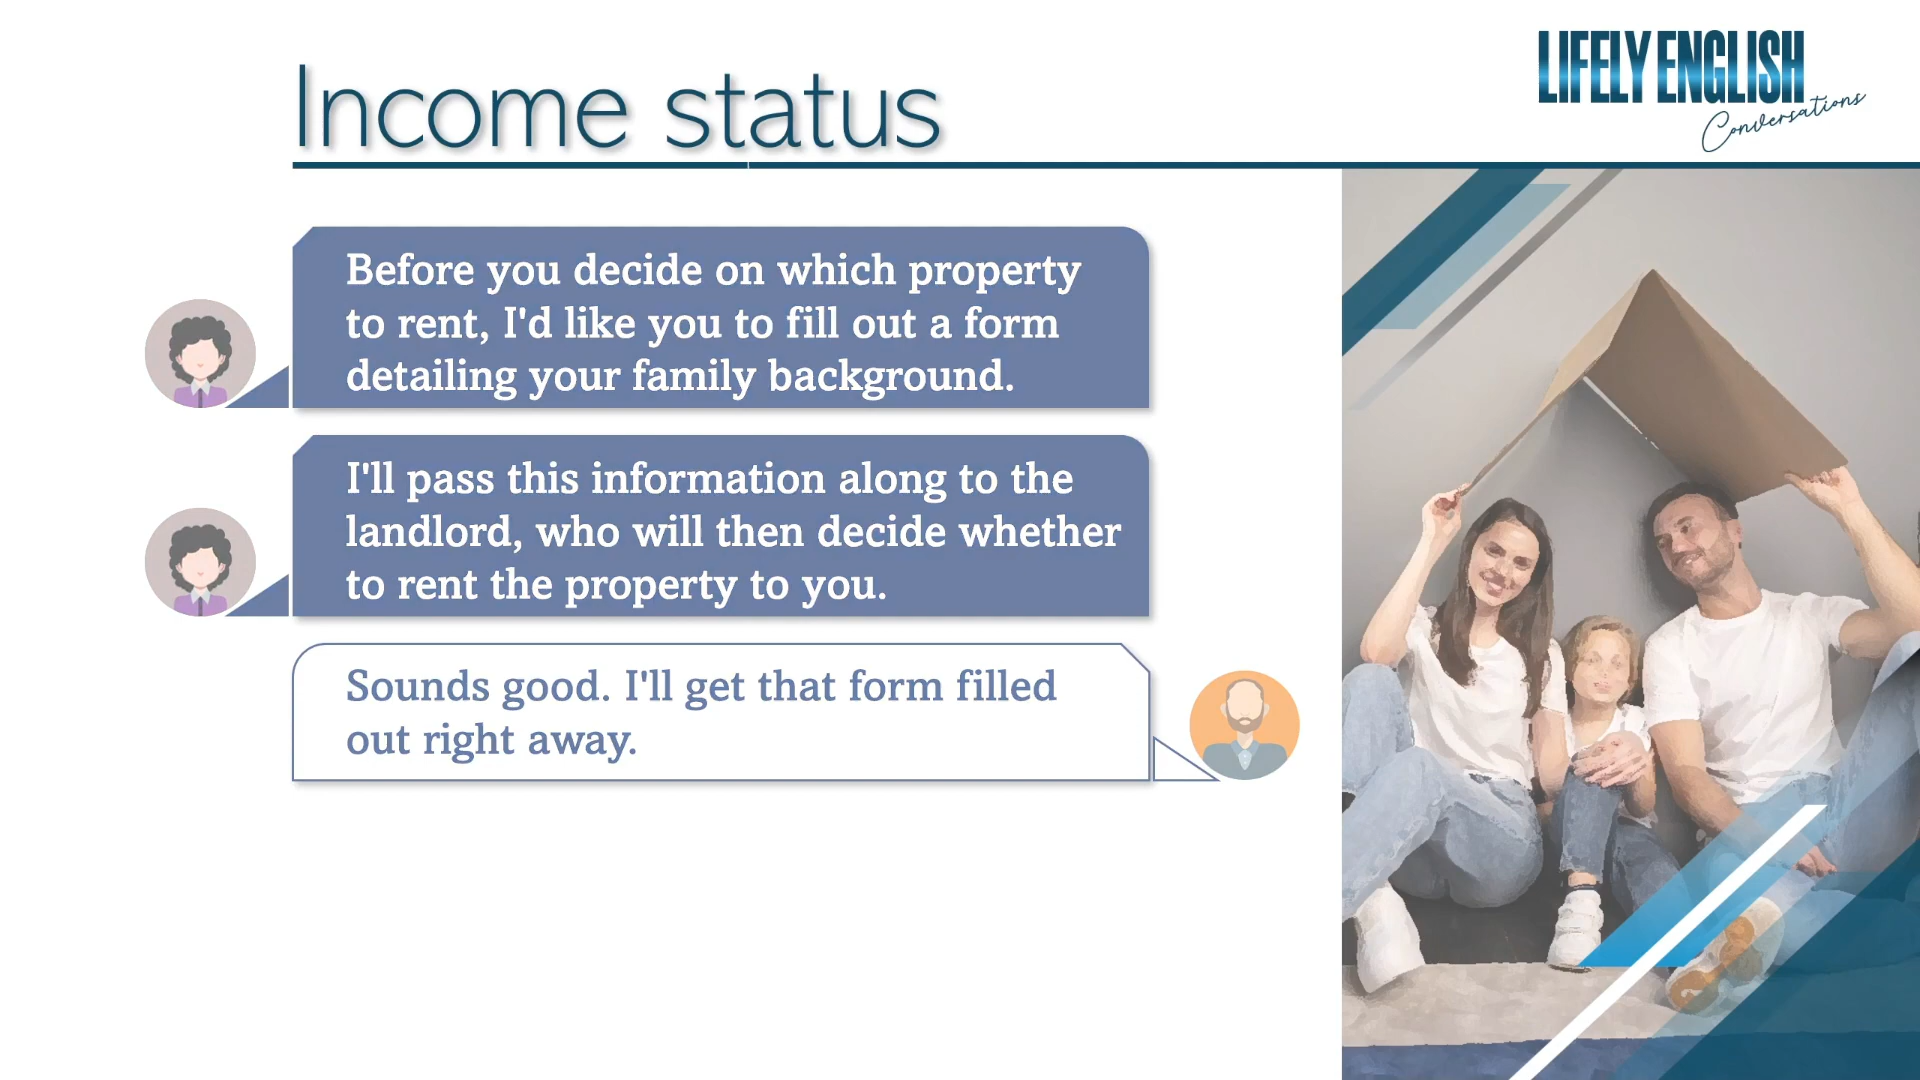 Income status
LIFELY ENGLISH
Conversations
Before you decide on which property
to rent, I'd like you to fill out a form
detailing your family background.
I'll pass this information along to the
landlord, who will then decide whether
to rent the property to you.
Sounds good. I'll get that form filled
out right away.